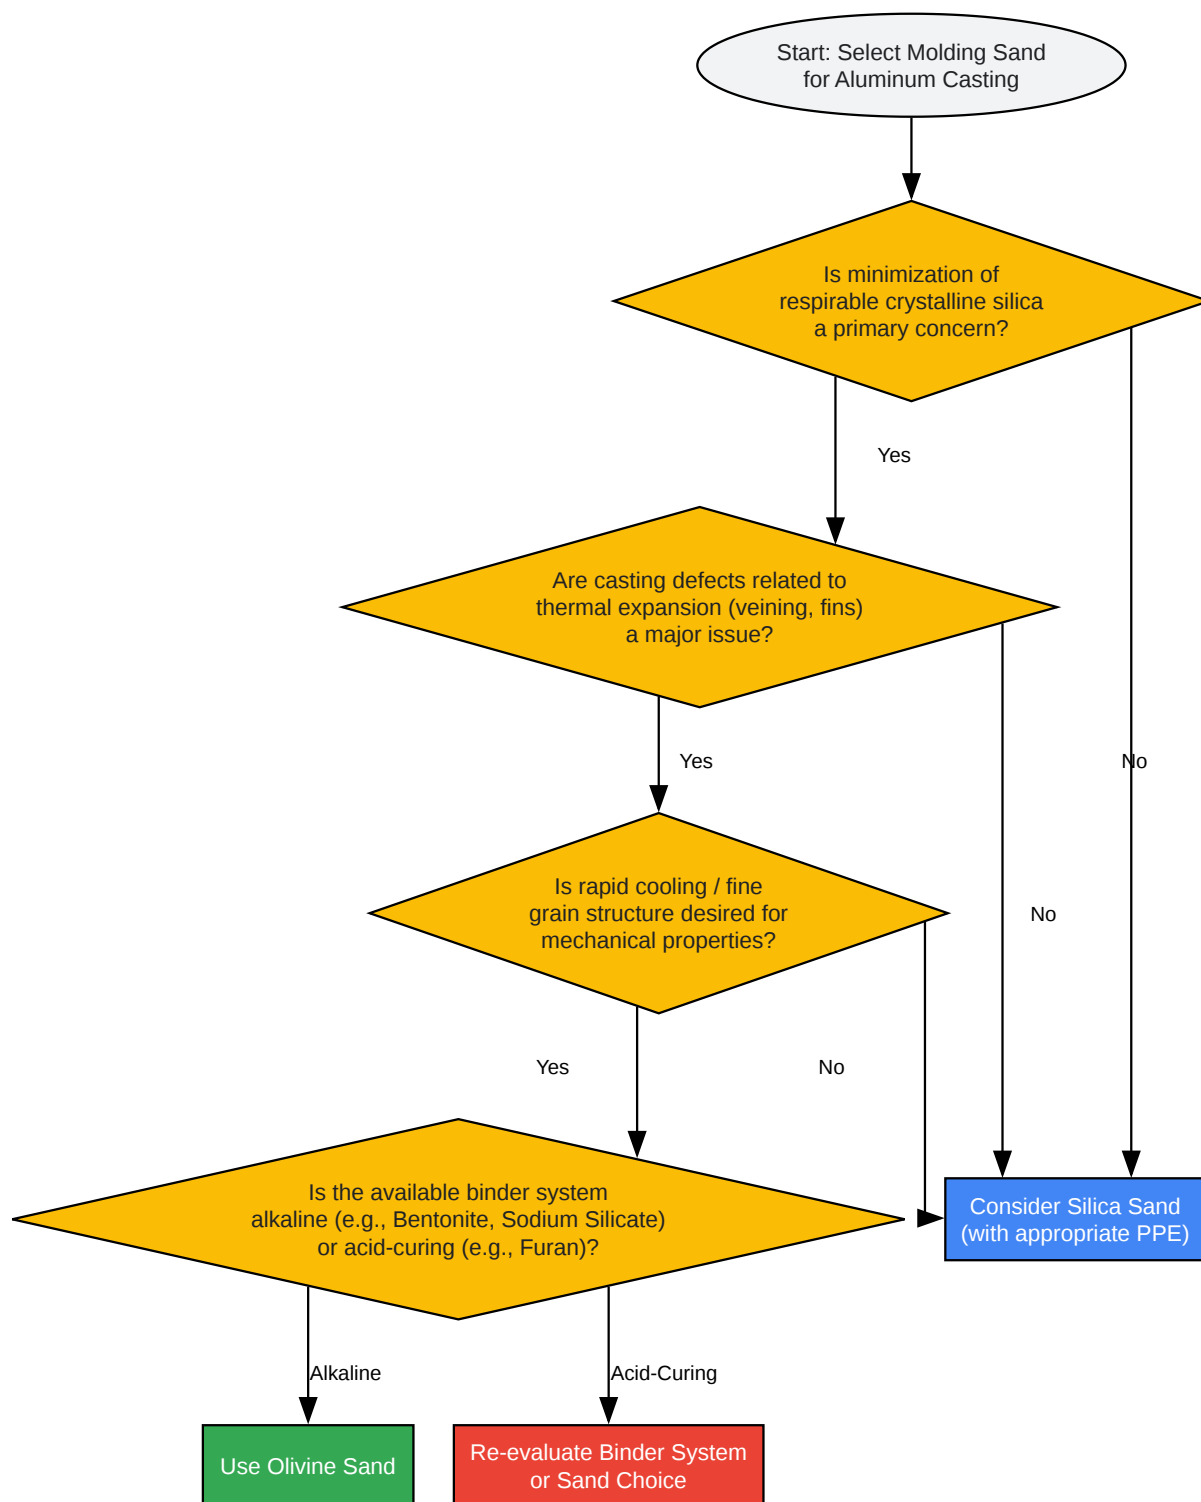 Start: Select Molding Sand
for Aluminum Casting
Is minimization of
respirable crystalline silica
a primary concern?
Yes
Are casting defects related to
thermal expansion (veining, fins)
a major issue?
Yes
No
Is rapid cooling / fine
grain structure desired for
mechanical properties?
No
Yes
No
Is the available binder system
alkaline (e.g., Bentonite, Sodium Silicate)
or acid-curing (e.g., Furan)?
Consider Silica Sand
(with appropriate PPE)
Alkaline
Acid-Curing
Use Olivine Sand
Re-evaluate Binder System
or Sand Choice